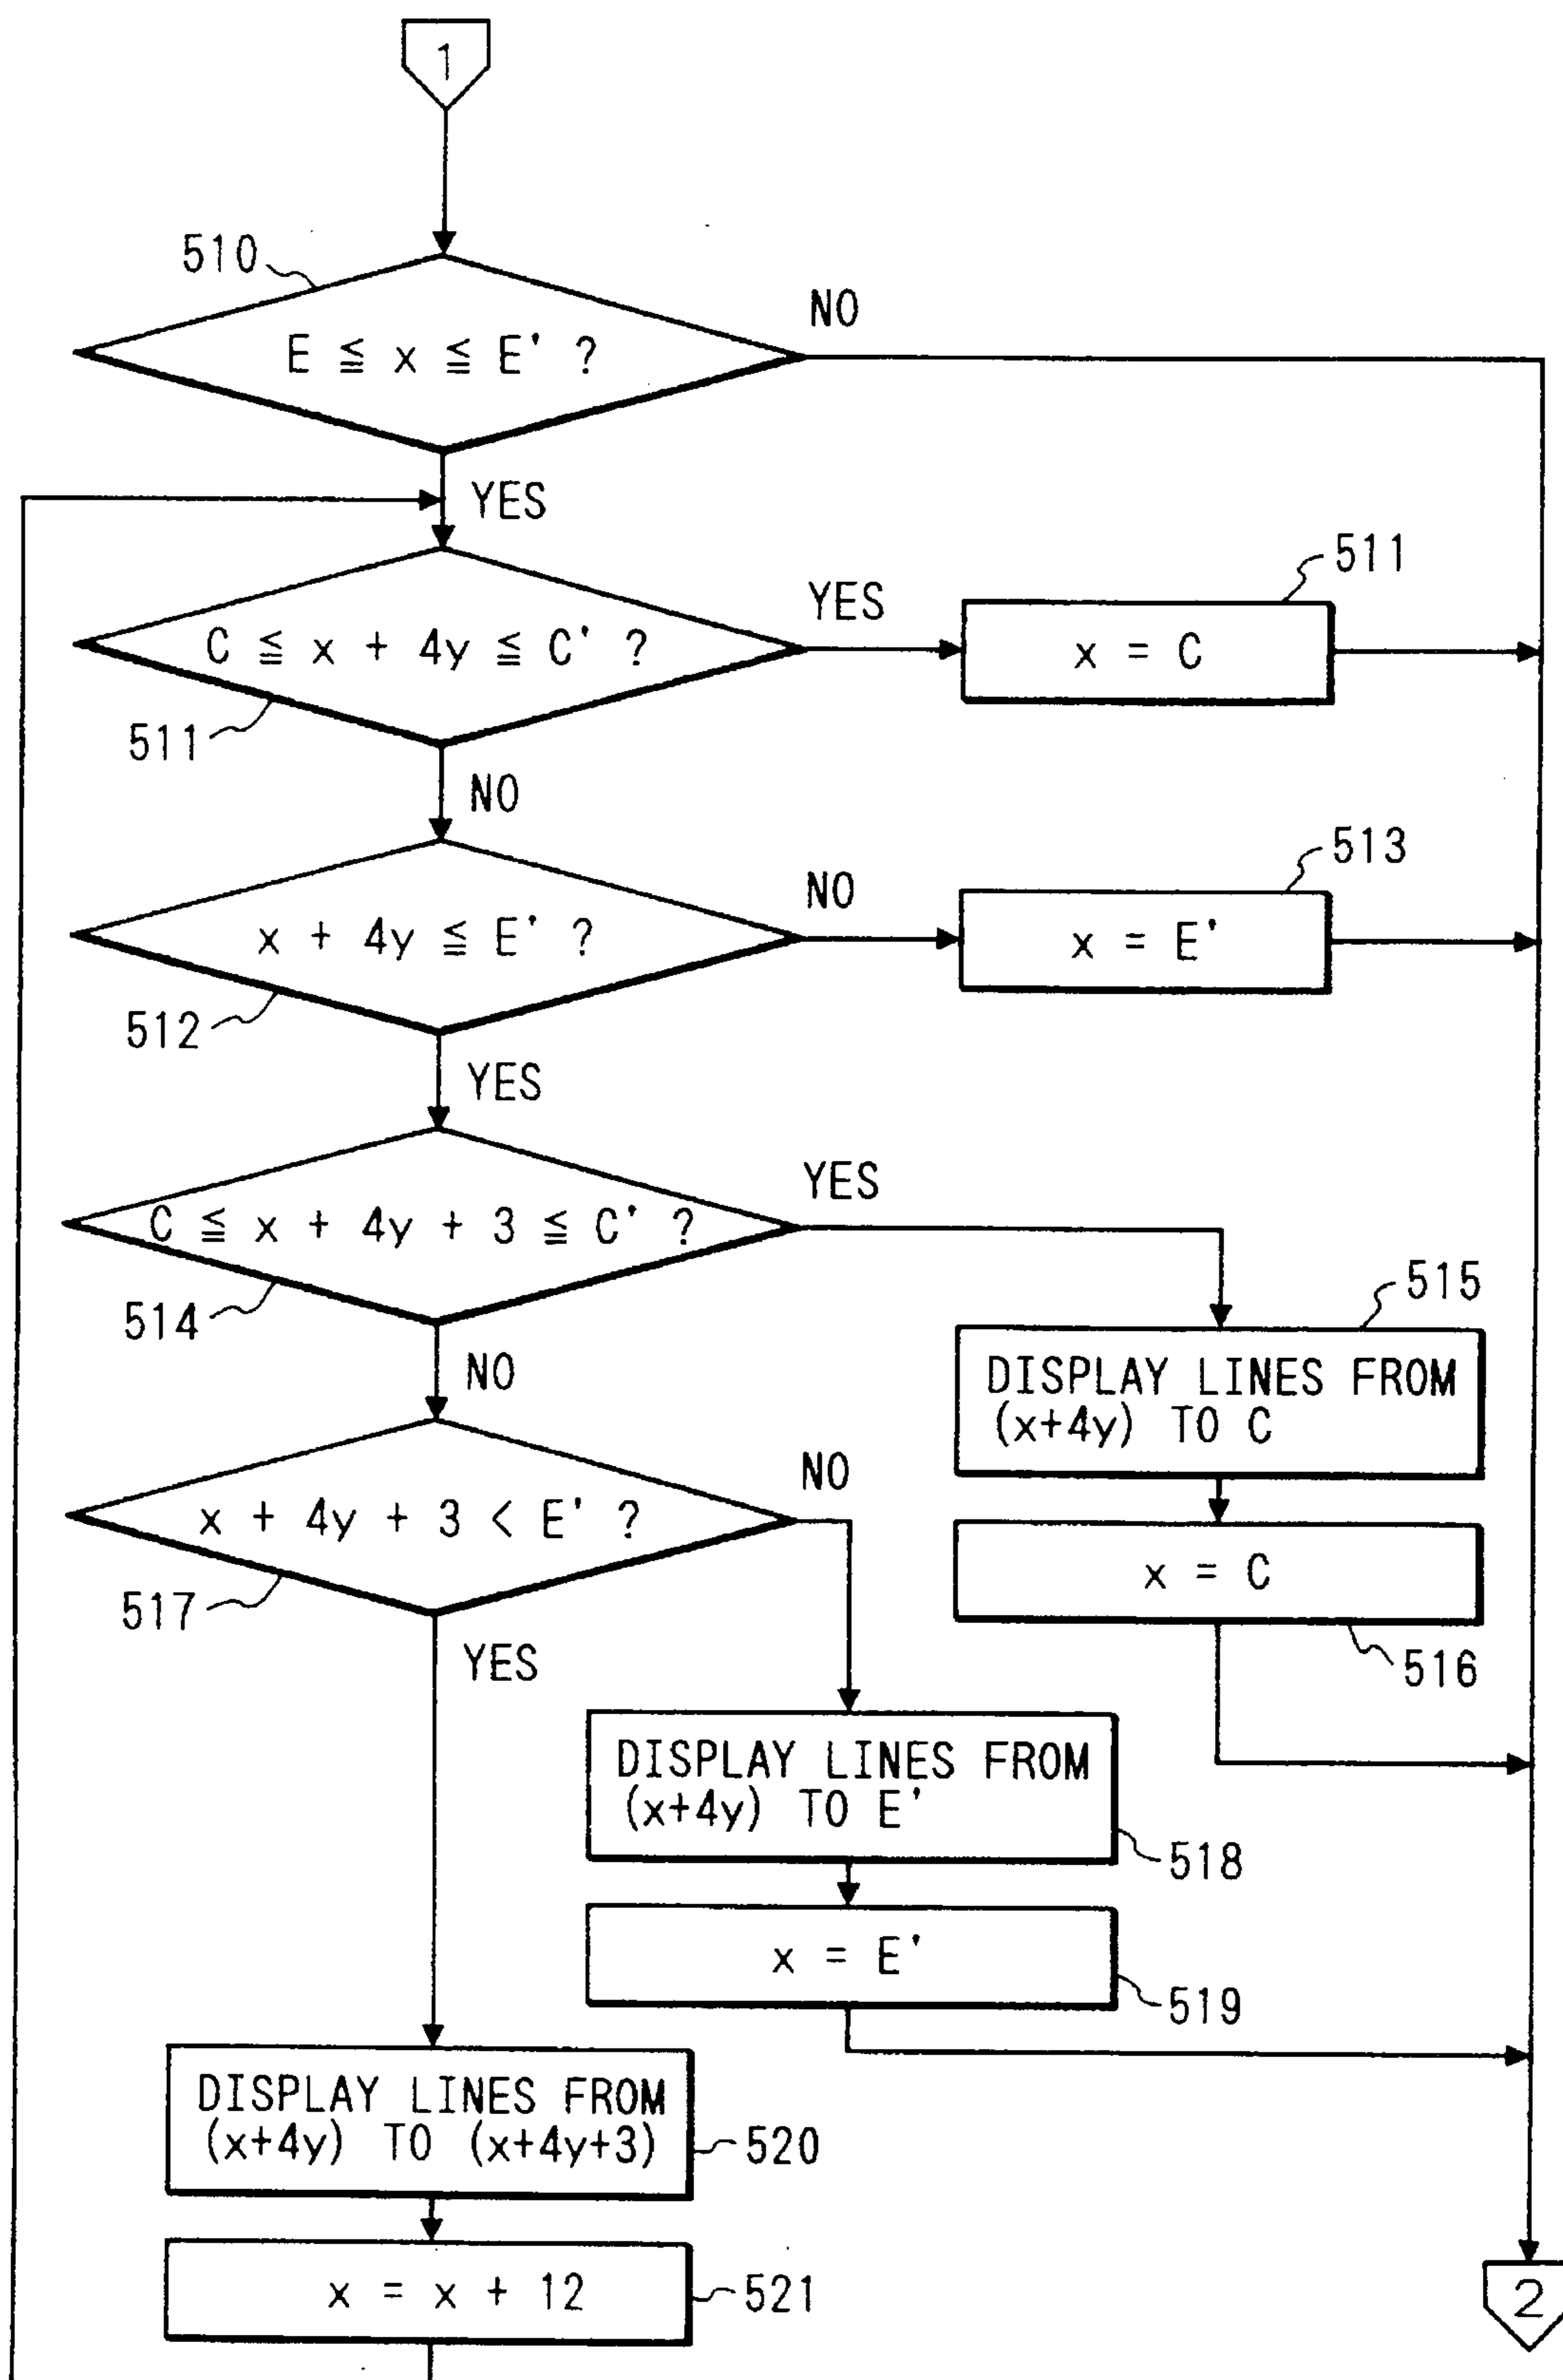 1
510
E ≦ x ≦ E' ?
NO
YES
C ≦ x + 4y ≦ C' ?
511
YES
511
x = C
NO
x + 4y ≦ E' ?
512
NO
513
x = E'
YES
C ≦ x + 4y + 3 ≦ C' ?
514
YES
515
DISPLAY LINES FROM
(x+4y) TO C
x = C
516
NO
x + 4y + 3 < E' ?
517
NO
DISPLAY LINES FROM
(x+4y) TO E'
518
x = E'
519
YES
DISPLAY LINES FROM
(x+4y) TO (x+4y+3)
520
x = x + 12
521
2